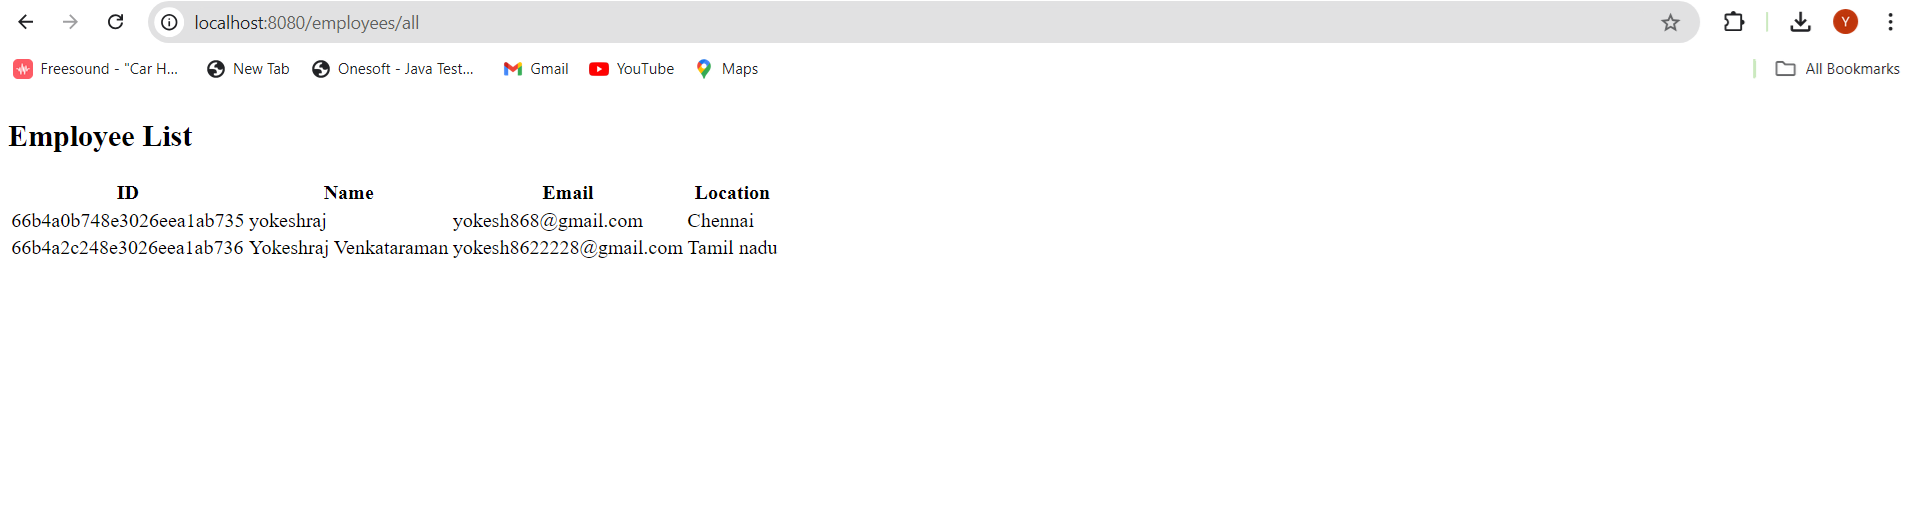 localhost:8080/employees/all
Y
Freesound - "Car H... New Tab Onesoft - Java Test... Gmail YouTube Maps All Bookmarks
Employee List
ID Name Email Location
66b4a0b748e3026eea1ab735 yokeshraj yokesh868@gmail.com Chennai
66b4a2c248e3026eea1ab736 Yokeshraj Venkataraman yokesh8622228@gmail.com Tamil nadu